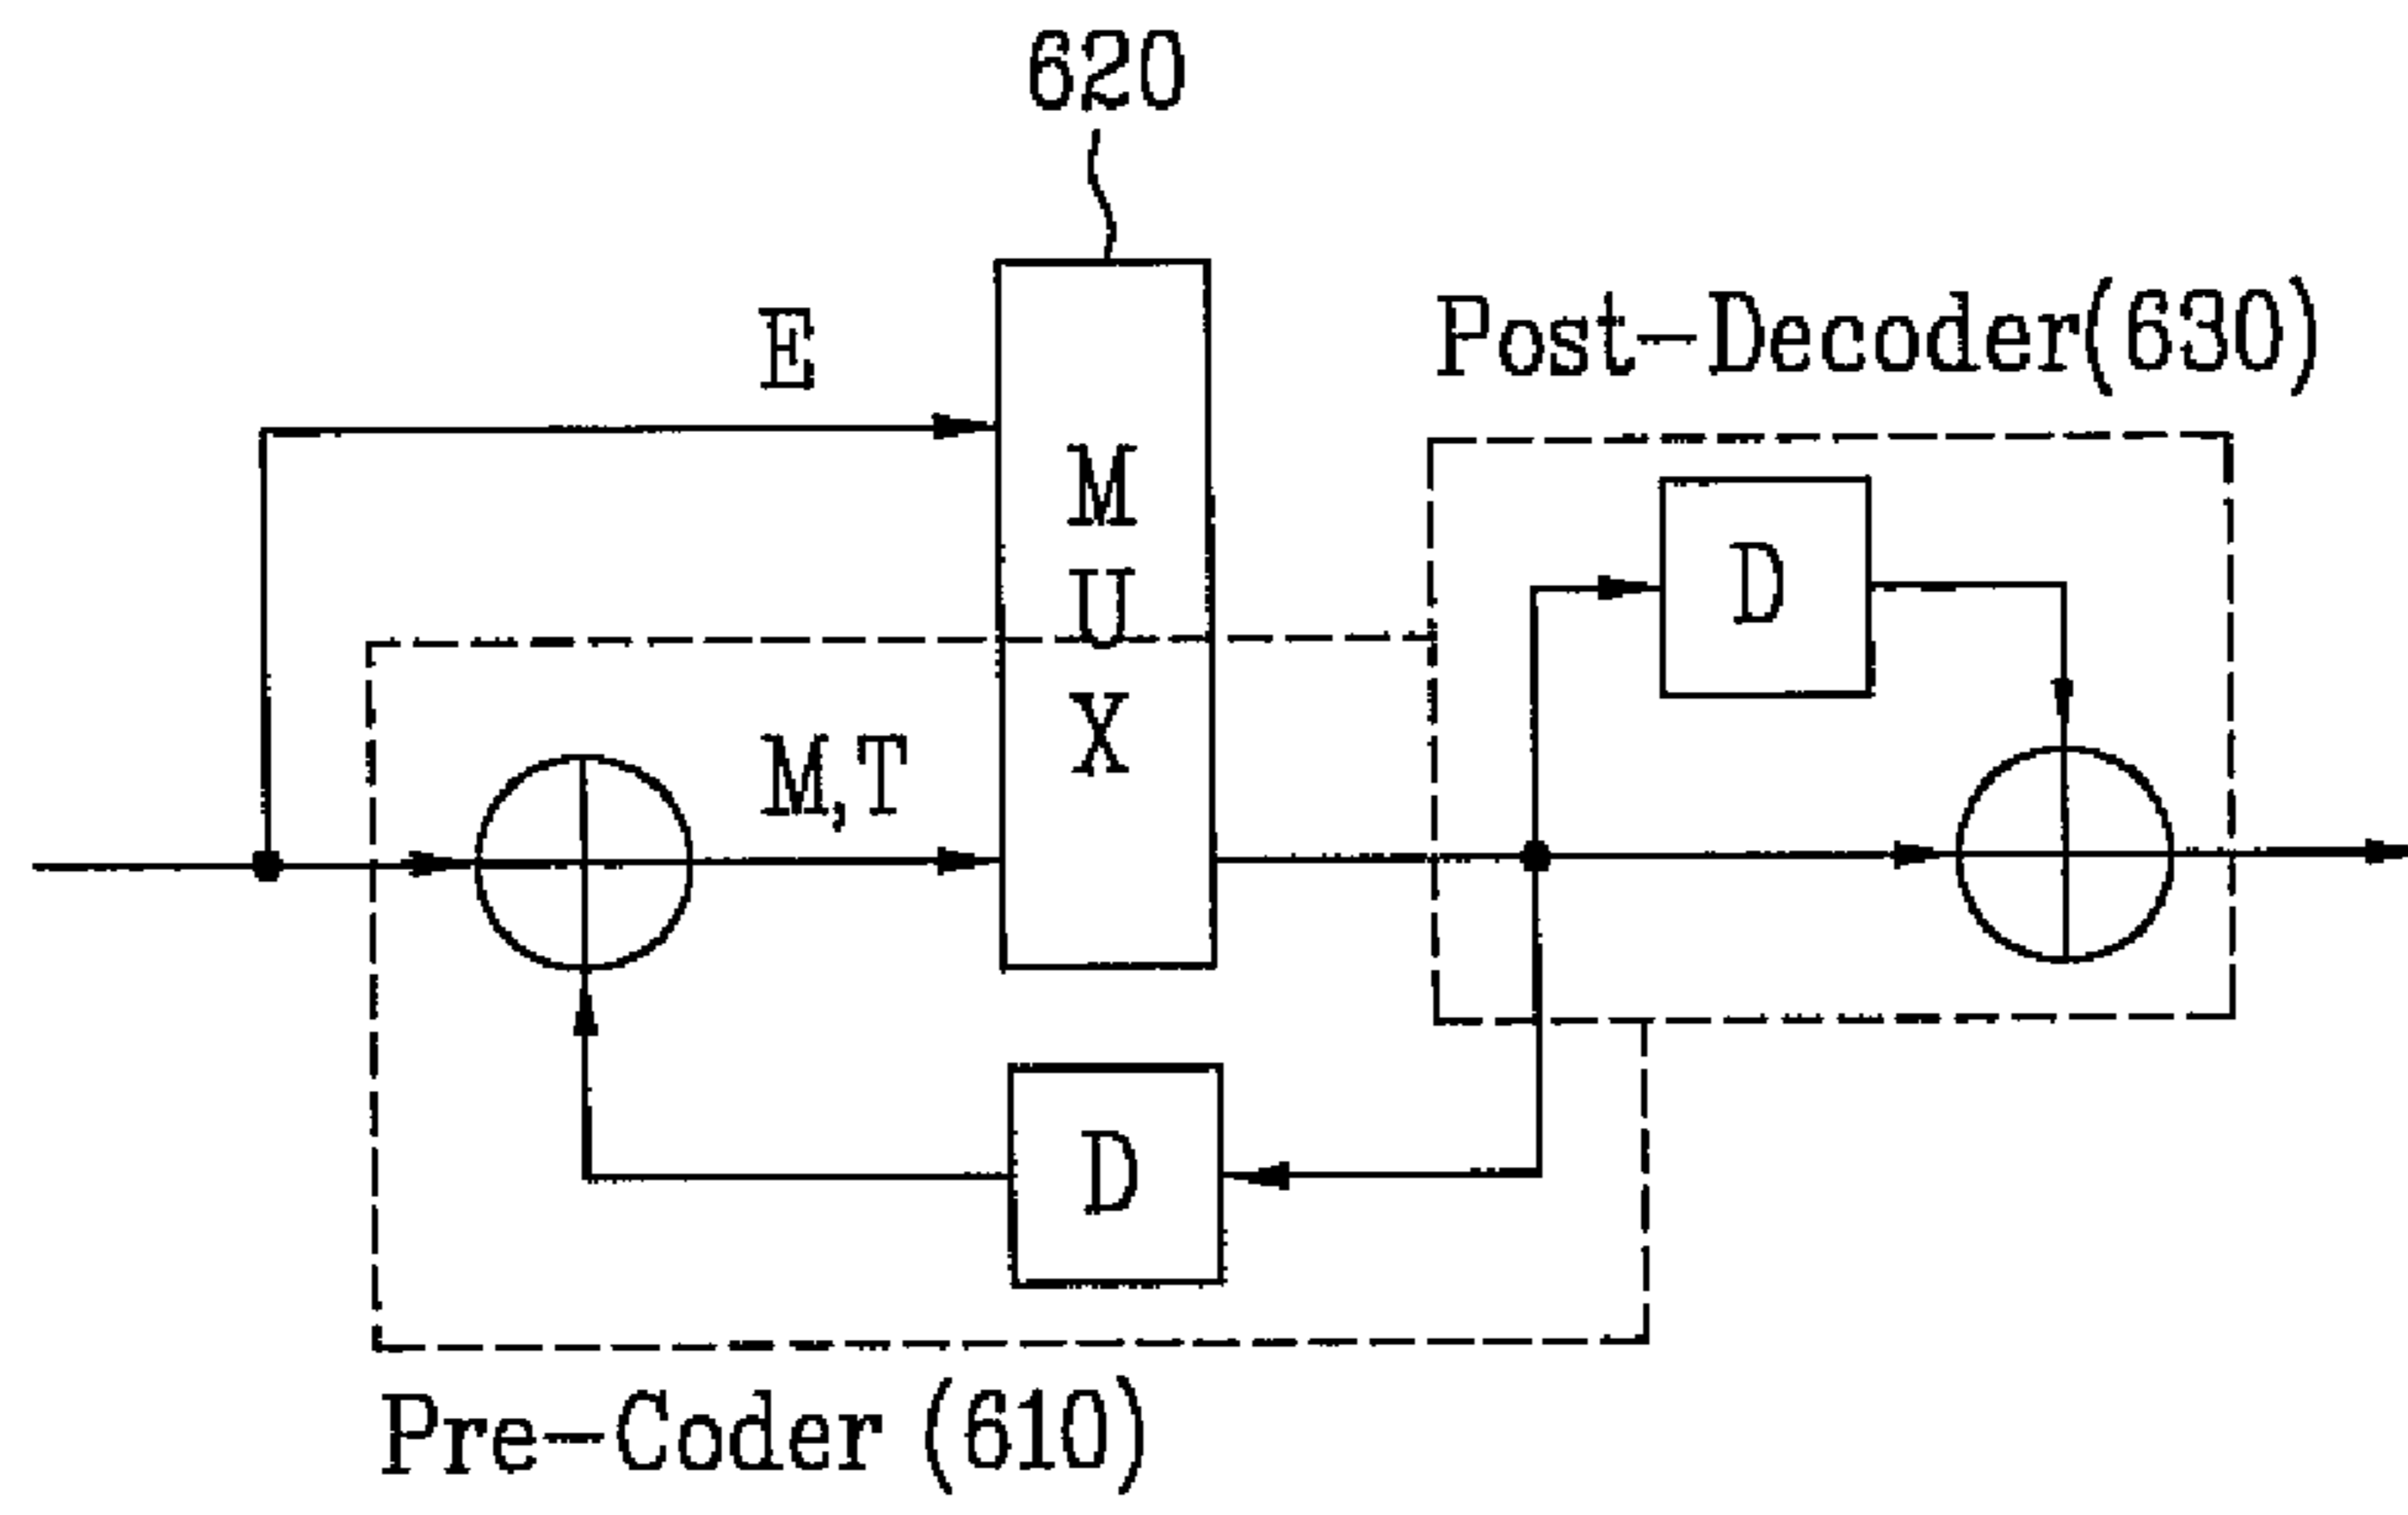 620
E
Post-Decoder(630)
M
U
X
D
M,T
D
Pre-Coder (610)